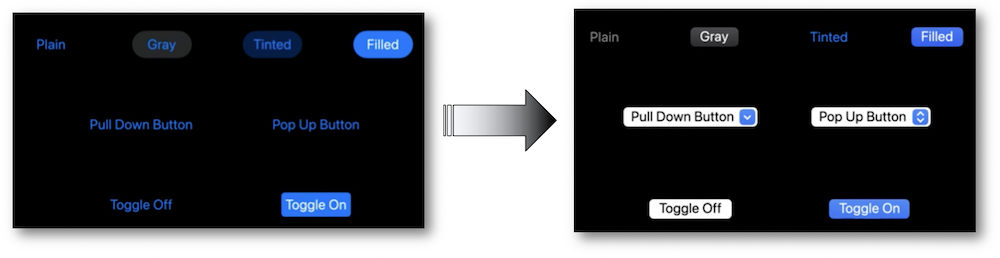 Plain Gray Tinted Filled
Pull Down Button Pop Up Button
Toggle Off Toggle On
Plain Gray Tinted Filled
Pull Down Button Pop Up Button
Toggle Off Toggle On